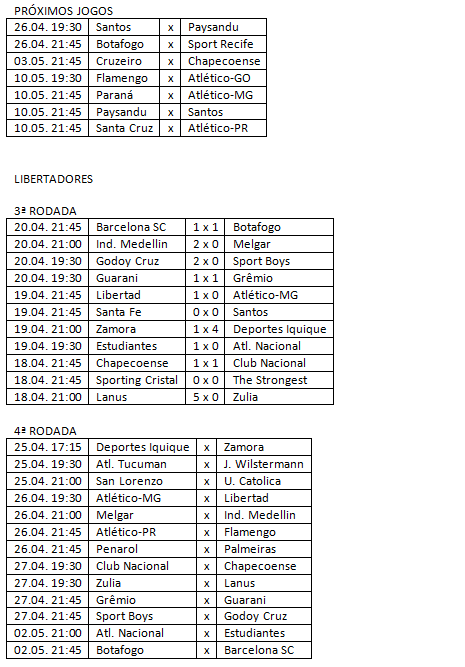 PRÓXIMOS JOGOS
26.04. 19:30 Santos x Paysandu
26.04. 21:45 Botafogo x Sport Recife
03.05. 21:45 Cruzeiro x Chapecoense
10.05. 19:30 Flamengo x Atlético-GO
10.05. 21:45 Paraná x Atlético-MG
10.05. 21:45 Paysandu x Santos
10.05. 21:45 Santa Cruz x Atlético-PR
LIBERTADORES
3ª RODADA
20.04. 21:45 Barcelona SC 1 x 1 Botafogo
20.04. 21:00 Ind. Medellin 2 x 0 Melgar
20.04. 19:30 Godoy Cruz 2 x 0 Sport Boys
20.04. 19:30 Guarani 1 x 1 Grêmio
19.04. 21:45 Libertad 1 x 0 Atlético-MG
19.04. 21:45 Santa Fe 0 x 0 Santos
19.04. 21:00 Zamora 1 x 4 Deportes Iquique
19.04. 19:30 Estudiantes 1 x 0 Atl. Nacional
18.04. 21:45 Chapecoense 1 x 1 Club Nacional
18.04. 21:45 Sporting Cristal 0 x 0 The Strongest
18.04. 21:00 Lanus 5 x 0 Zulia
4ª RODADA
25.04. 17:15 Deportes Iquique x Zamora
25.04. 19:30 Atl. Tucuman x J. Wilstermann
25.04. 21:00 San Lorenzo x U. Catolica
26.04. 19:30 Atlético-MG x Libertad
26.04. 21:00 Melgar x Ind. Medellin
26.04. 21:45 Atlético-PR x Flamengo
26.04. 21:45 Penarol x Palmeiras
27.04. 19:30 Club Nacional x Chapecoense
27.04. 19:30 Zulia x Lanus
27.04. 21:45 Grêmio x Guarani
27.04. 21:45 Sport Boys x Godoy Cruz
02.05. 21:00 Atl. Nacional x Estudiantes
02.05. 21:45 Botafogo x Barcelona SC